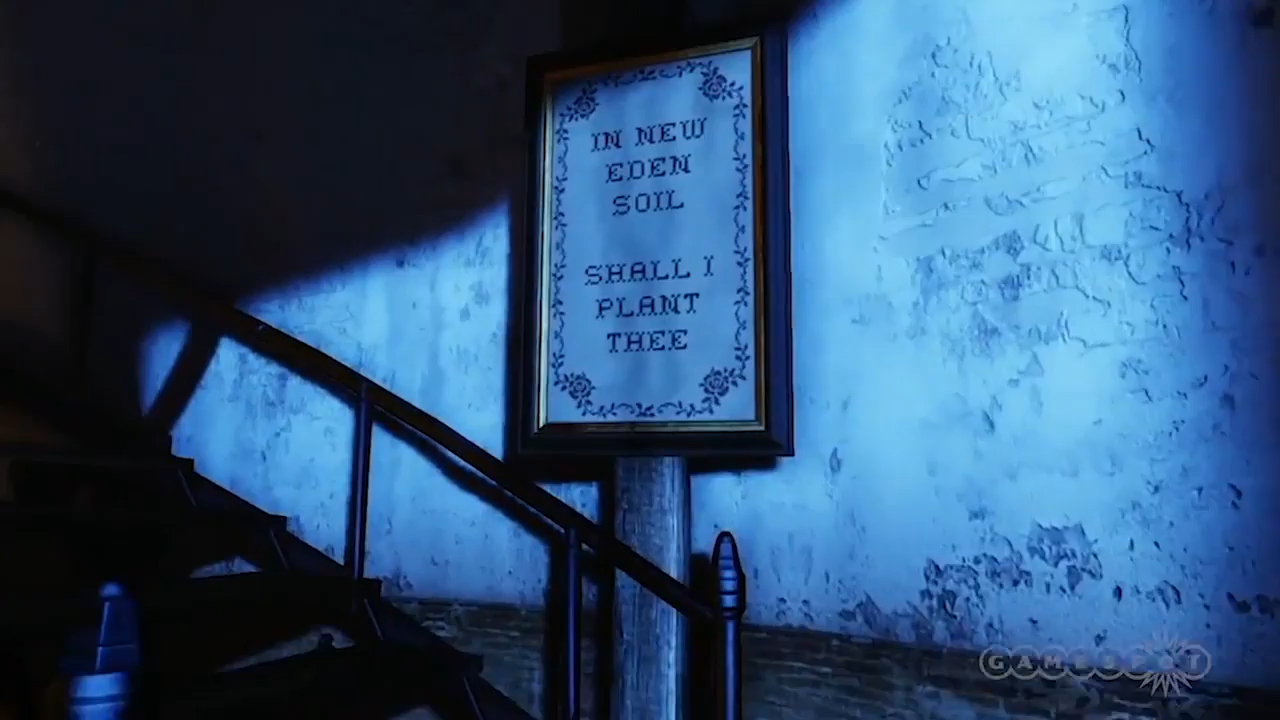 IN NEW
EDEN
SOIL
SHALL I
PLANT
THEE
GAMESPOT